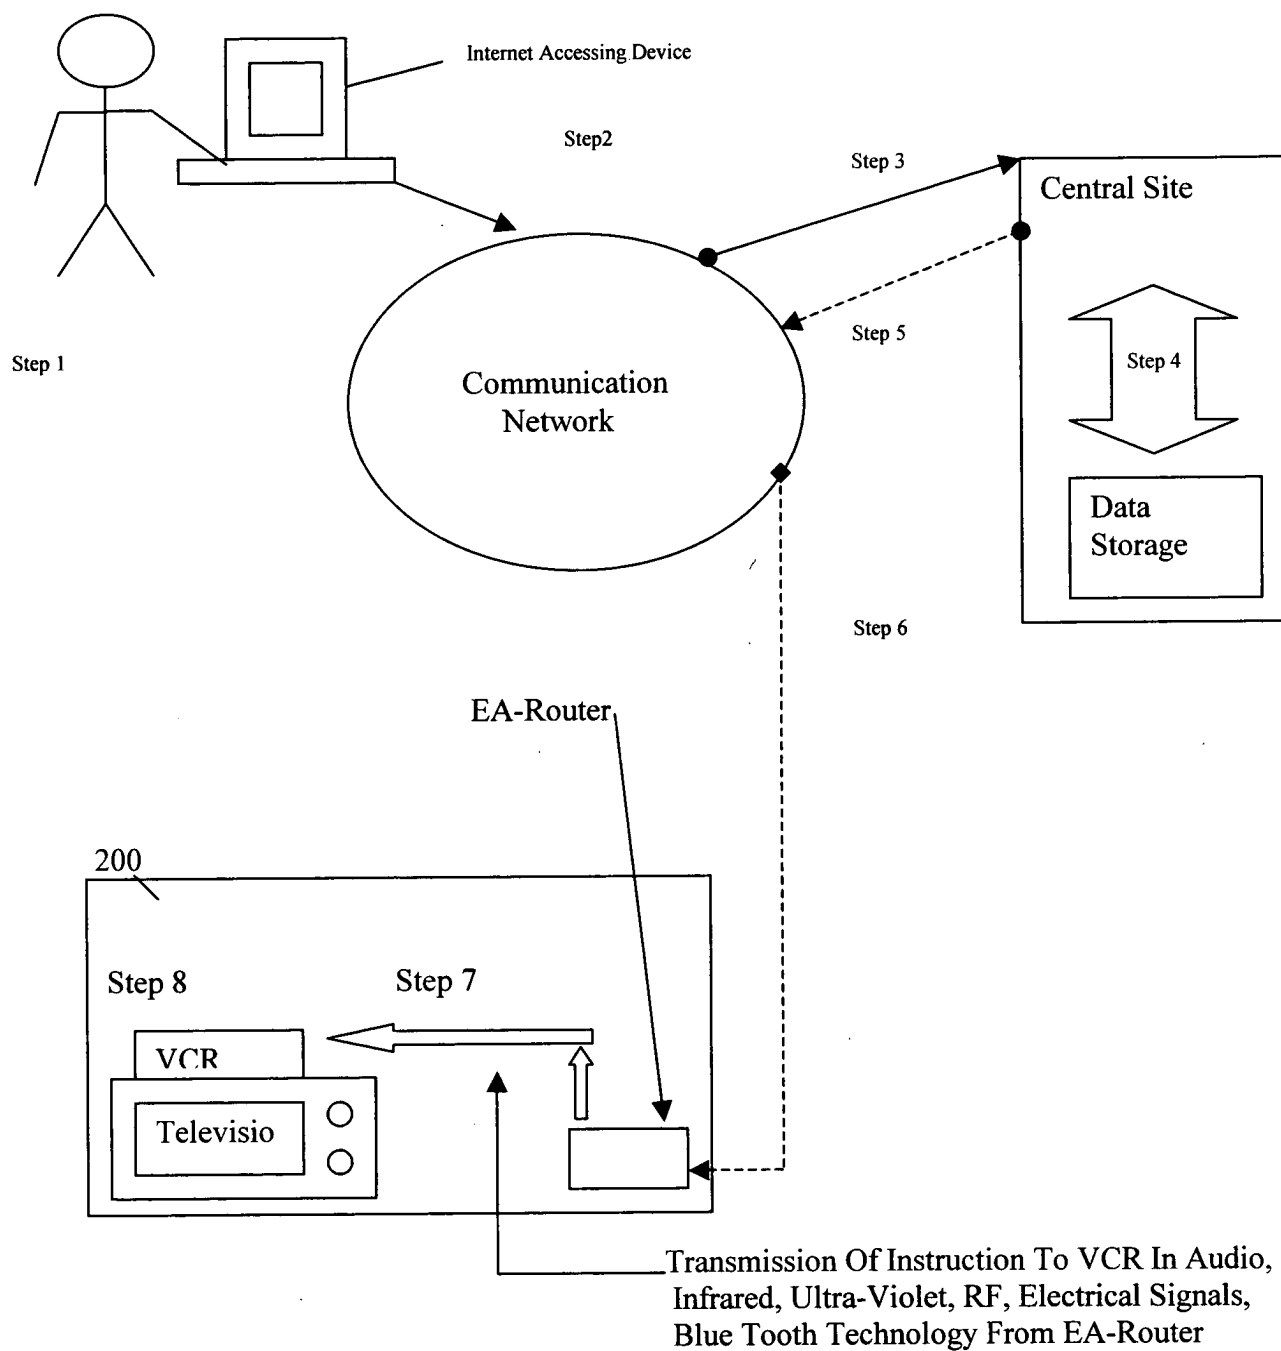 Internet Accessing Device
Step2
Step 3
Central Site
Step 5
Step 1
Step 4
Communication
Network
Data
Storage
Step 6
EA-Router
200
Step 8
Step 7
VCR
Televisio
Transmission Of Instruction To VCR In Audio,
Infrared, Ultra-Violet, RF, Electrical Signals,
Blue Tooth Technology From EA-Router